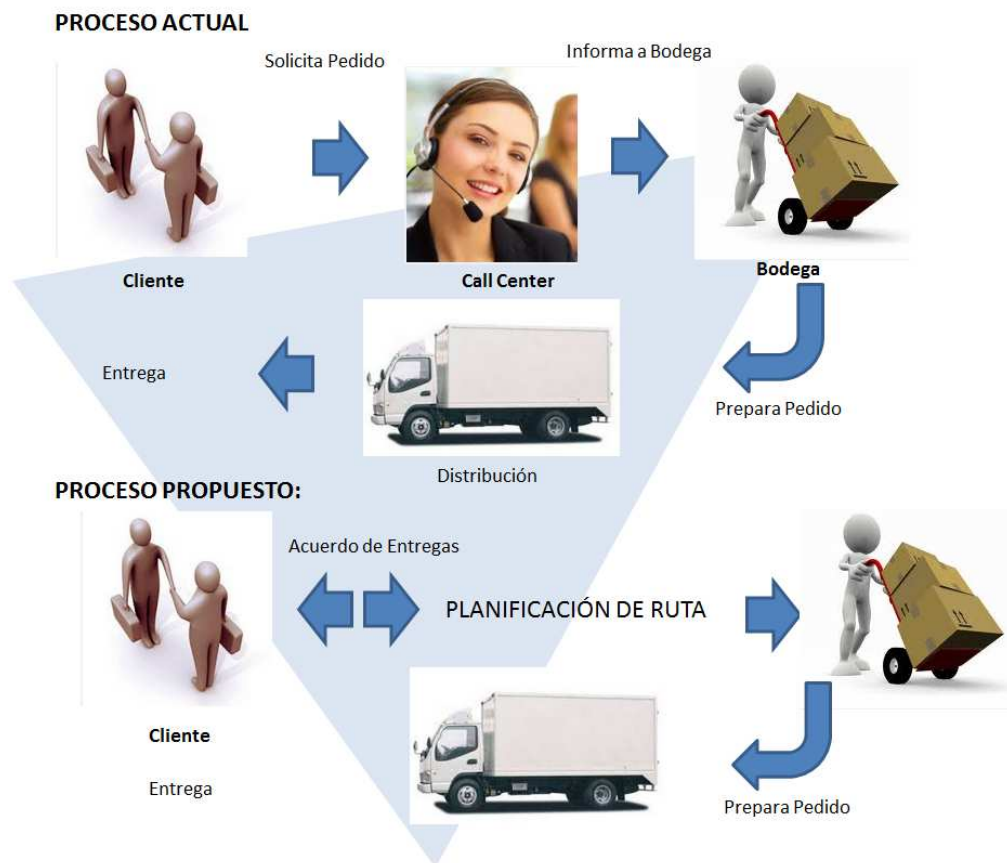 PROCESO ACTUAL
Solicita Pedido
Informa a Bodega
Cliente
Call Center
Bodega
Entrega
Prepara Pedido
Distribución
PROCESO PROPUESTO:
Acuerdo de Entregas
PLANIFICACIÓN DE RUTA
Cliente
Entrega
Prepara Pedido